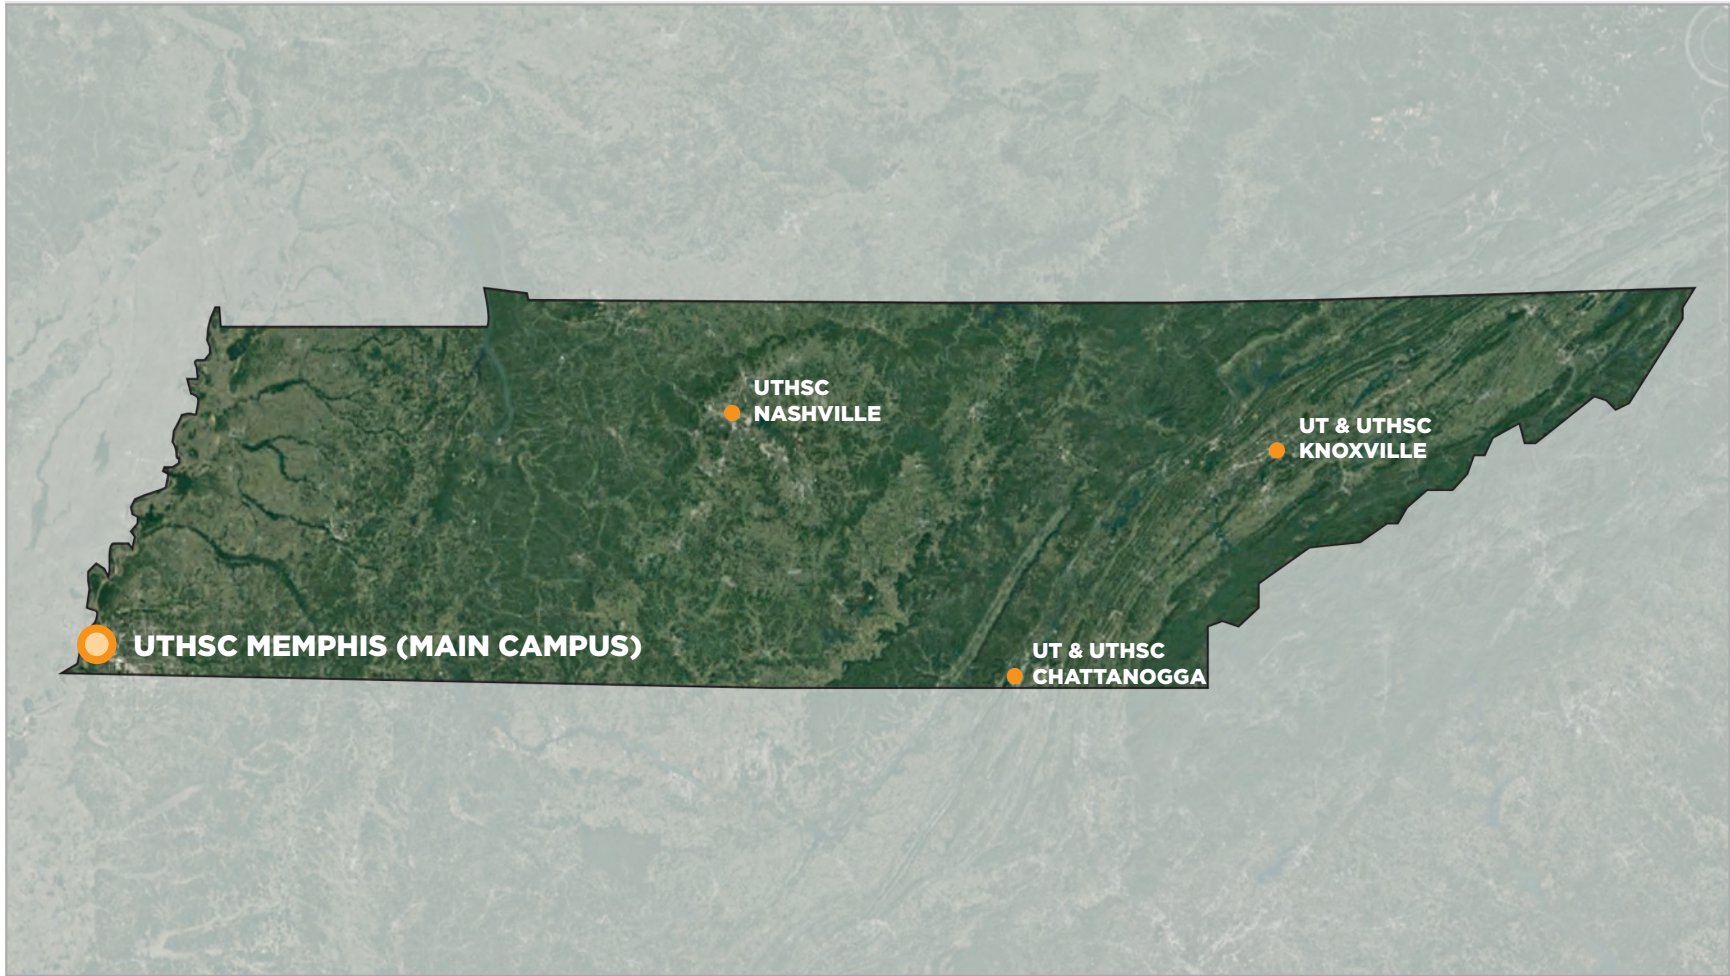 UTHSC
NASHVILLE
UT & UTHSC
KNOXVILLE
UTHSC MEMPHIS (MAIN CAMPUS)
UT & UTHSC
CHATTANOGGA